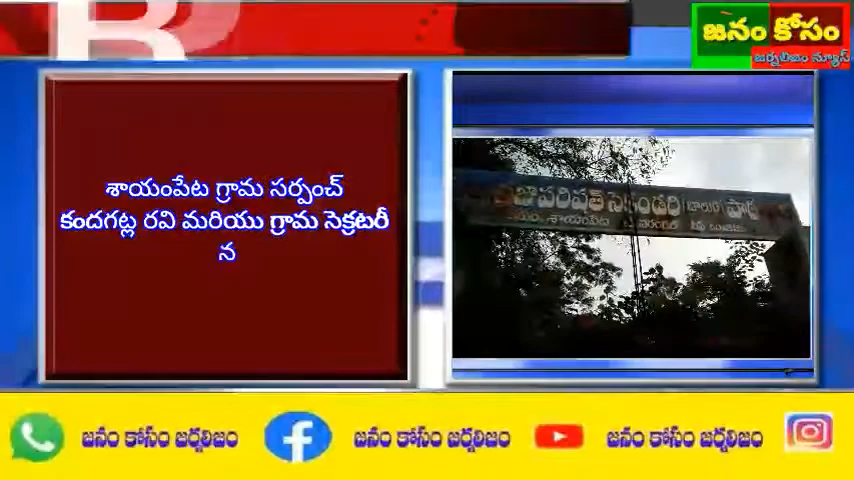 జనం కోసం
జర్నలిజం న్యూస్
శాయంపేట గ్రామ సర్పంచ్
కందగట్ల రవి మరియు గ్రామ సెక్రటరీ
న
శాయంపేట
జనం కోసం జర్నలిజం
జనం కోసం జర్నలిజం
జనం కోసం జర్నలిజం